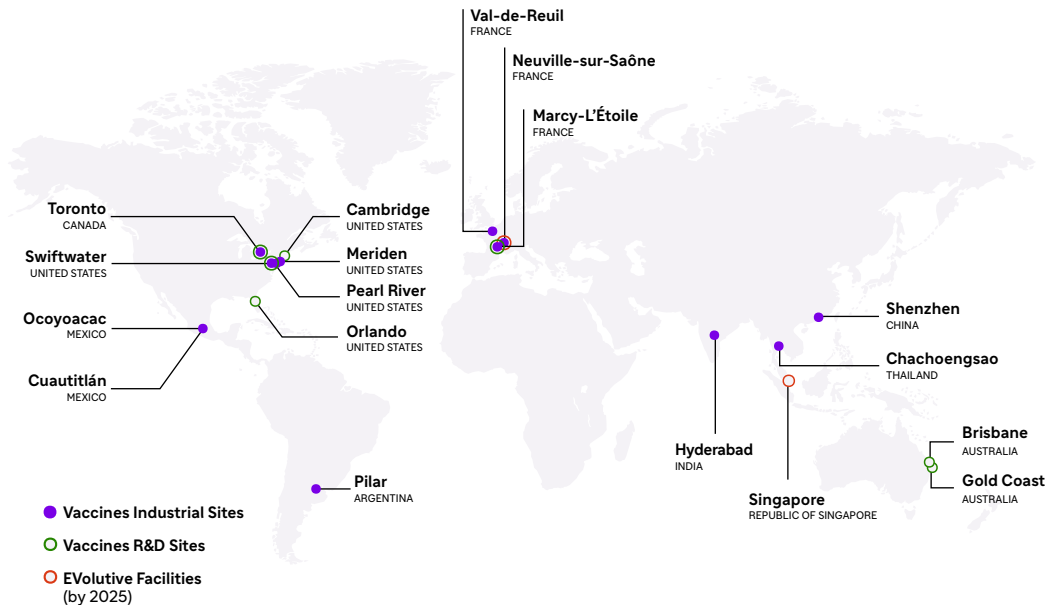 Val-de-Reuil
FRANCE
Neuville-sur-Saône
FRANCE
Marcy-L’Étoile
FRANCE
Toronto
CANADA
Cambridge
UNITED STATES
Swiftwater
UNITED STATES
Meriden
UNITED STATES
Pearl River
UNITED STATES
Ocoyoacac
MEXICO
Orlando
UNITED STATES
Cuautitlán
MEXICO
Shenzhen
CHINA
Chachoengsao
THAILAND
Hyderabad
INDIA
Singapore
REPUBLIC OF SINGAPORE
Brisbane
AUSTRALIA
Gold Coast
AUSTRALIA
Pilar
ARGENTINA
Vaccines Industrial Sites
Vaccines R&D Sites
EVolutive Facilities
(by 2025)